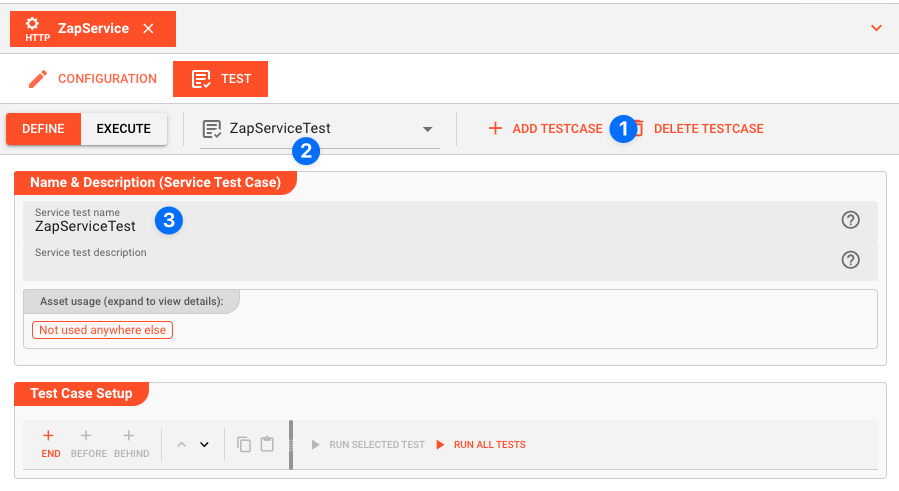 HTTP ZapService
CONFIGURATION TEST
DEFINE EXECUTE ZapServiceTest ADD TESTCASE 1 DELETE TESTCASE
2
Name & Description (Service Test Case)
Service test name
ZapServiceTest 3
Service test description
Asset usage (expand to view details):
Not used anywhere else
Test Case Setup
END BEFORE BEHIND RUN SELECTED TEST RUN ALL TESTS